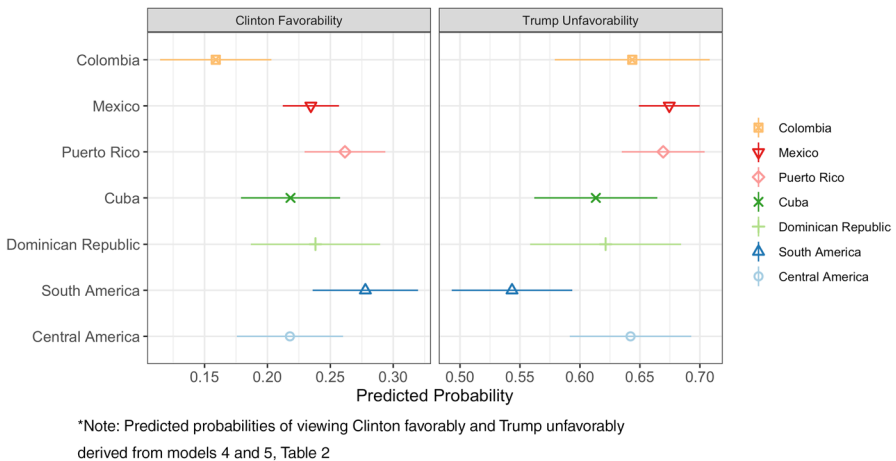 Clinton Favorability
Trump Unfavorability
Colombia
Mexico
Puerto Rico
Cuba
Dominican Republic
South America
Central America
0.15 0.20 0.25 0.30
0.50 0.55 0.60 0.65 0.70
Predicted Probability
Colombia
Mexico
Puerto Rico
Cuba
Dominican Republic
South America
Central America
*Note: Predicted probabilities of viewing Clinton favorably and Trump unfavorably
derived from models 4 and 5, Table 2